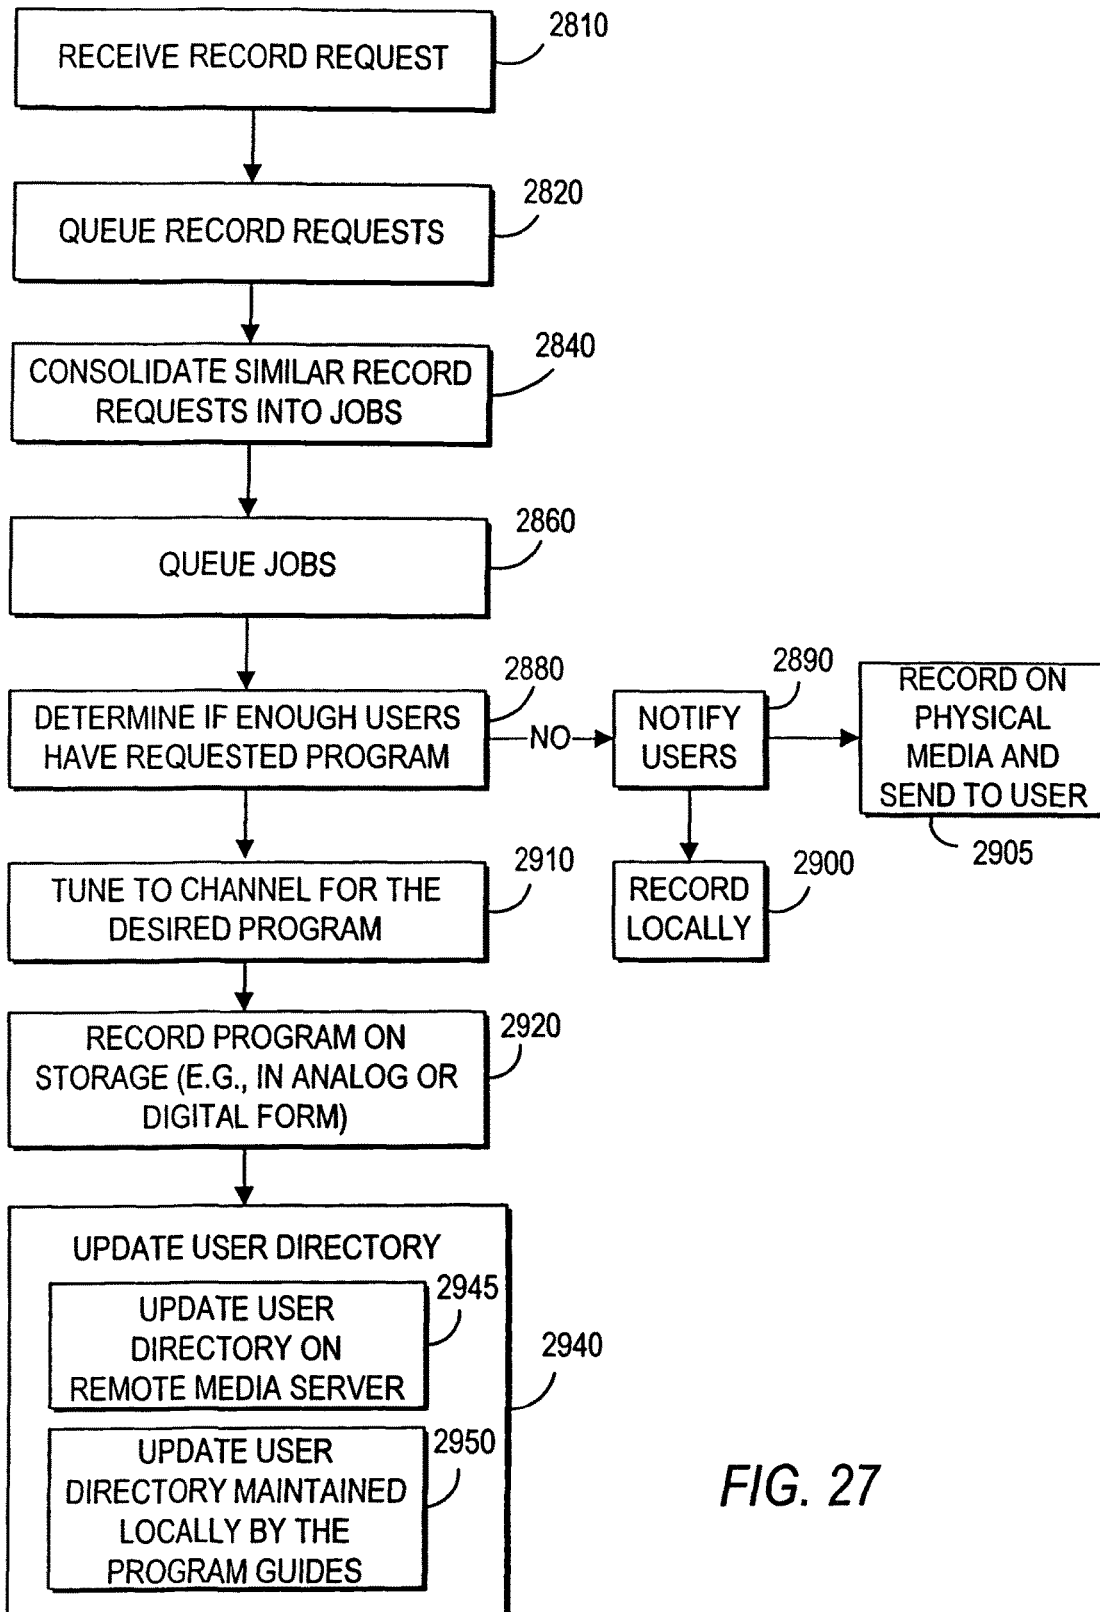 RECEIVE RECORD REQUEST
2810
QUEUE RECORD REQUESTS
2820
CONSOLIDATE SIMILAR RECORD
REQUESTS INTO JOBS
2840
QUEUE JOBS
2860
DETERMINE IF ENOUGH USERS
HAVE REQUESTED PROGRAM
2880
NO
NOTIFY
USERS
2890
RECORD ON
PHYSICAL
MEDIA AND
SEND TO USER
2905
RECORD
LOCALLY
2900
TUNE TO CHANNEL FOR THE
DESIRED PROGRAM
2910
RECORD PROGRAM ON
STORAGE (E.G., IN ANALOG OR
DIGITAL FORM)
2920
UPDATE USER DIRECTORY
2940
UPDATE USER
DIRECTORY ON
REMOTE MEDIA SERVER
2945
UPDATE USER
DIRECTORY MAINTAINED
LOCALLY BY THE
PROGRAM GUIDES
2950
FIG. 27